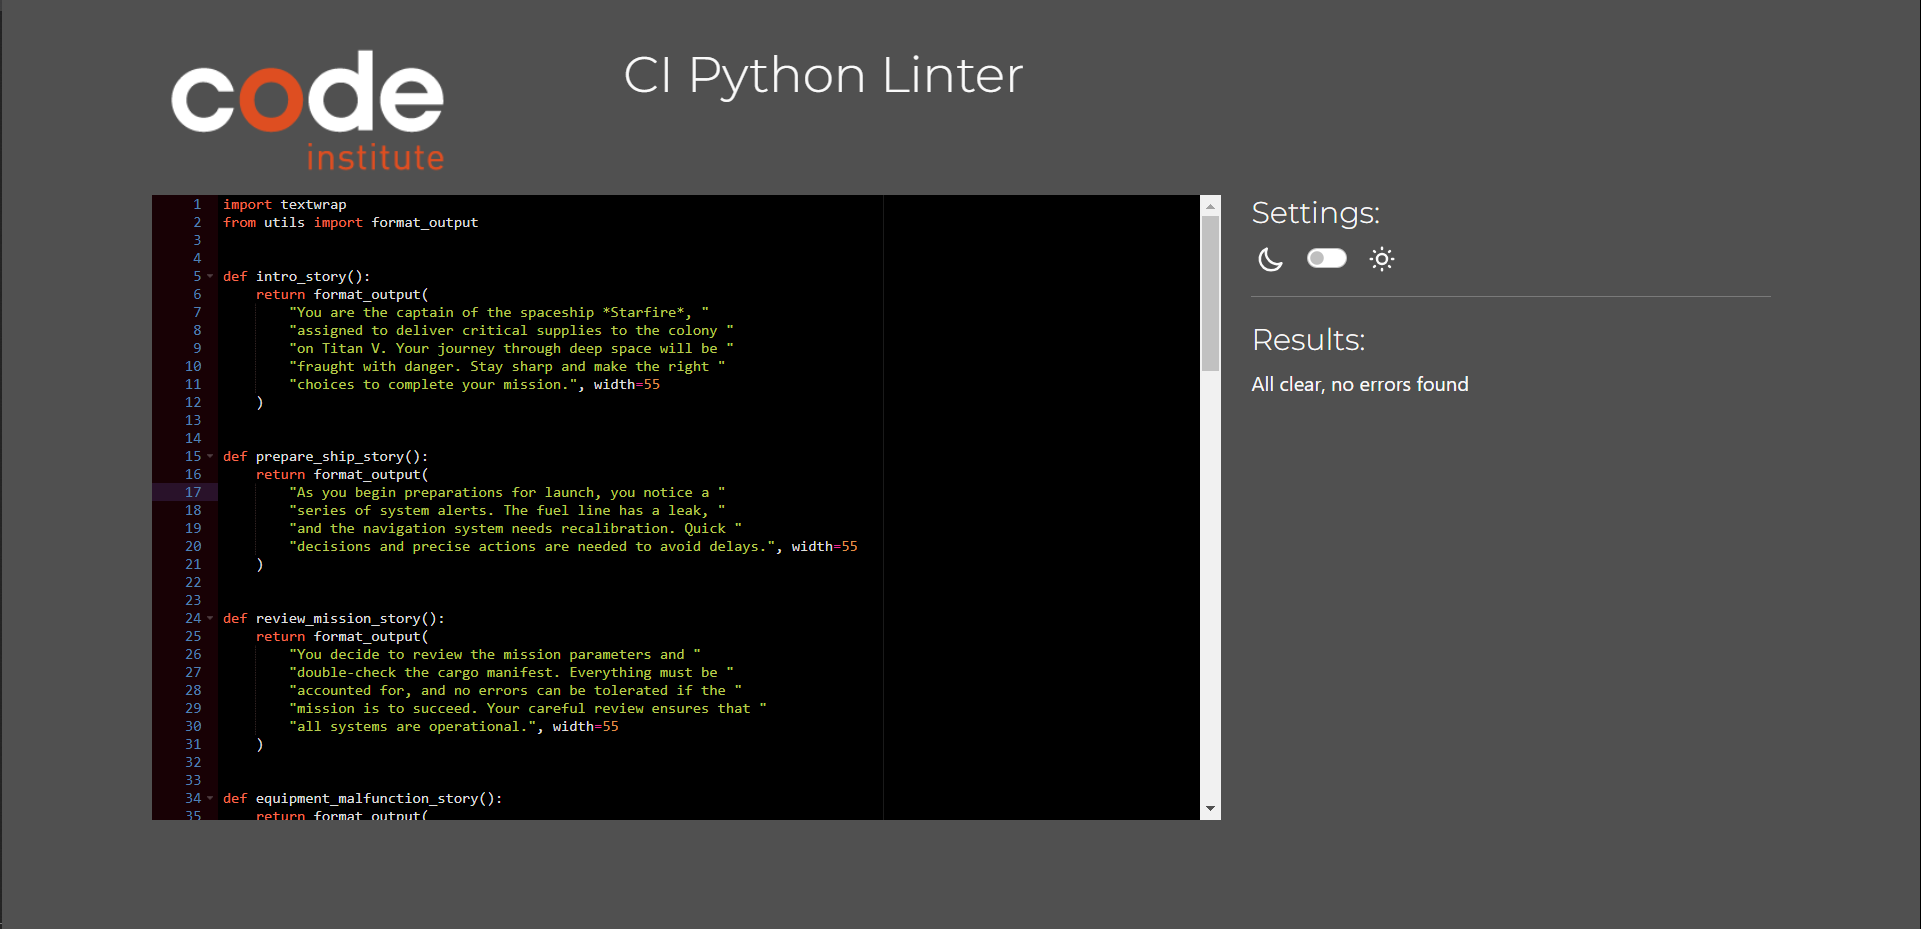 code
institute
CI Python Linter
1 import textwrap
2 from utils import format_output
3
4
5 def intro_story():
6     return format_output(
7         "You are the captain of the spaceship *Starfire*, "
8         "assigned to deliver critical supplies to the colony "
9         "on Titan V. Your journey through deep space will be "
10         "fraught with danger. Stay sharp and make the right "
11         "choices to complete your mission.", width=55
12     )
13
14
15 def prepare_ship_story():
16     return format_output(
17         "As you begin preparations for launch, you notice a "
18         "series of system alerts. The fuel line has a leak, "
19         "and the navigation system needs recalibration. Quick "
20         "decisions and precise actions are needed to avoid delays.", width=55
21     )
22
23
24 def review_mission_story():
25     return format_output(
26         "You decide to review the mission parameters and "
27         "double-check the cargo manifest. Everything must be "
28         "accounted for, and no errors can be tolerated if the "
29         "mission is to succeed. Your careful review ensures that "
30         "all systems are operational.", width=55
31     )
32
33
34 def equipment_malfunction_story():
35     return format_output(
Settings:
Results:
All clear, no errors found